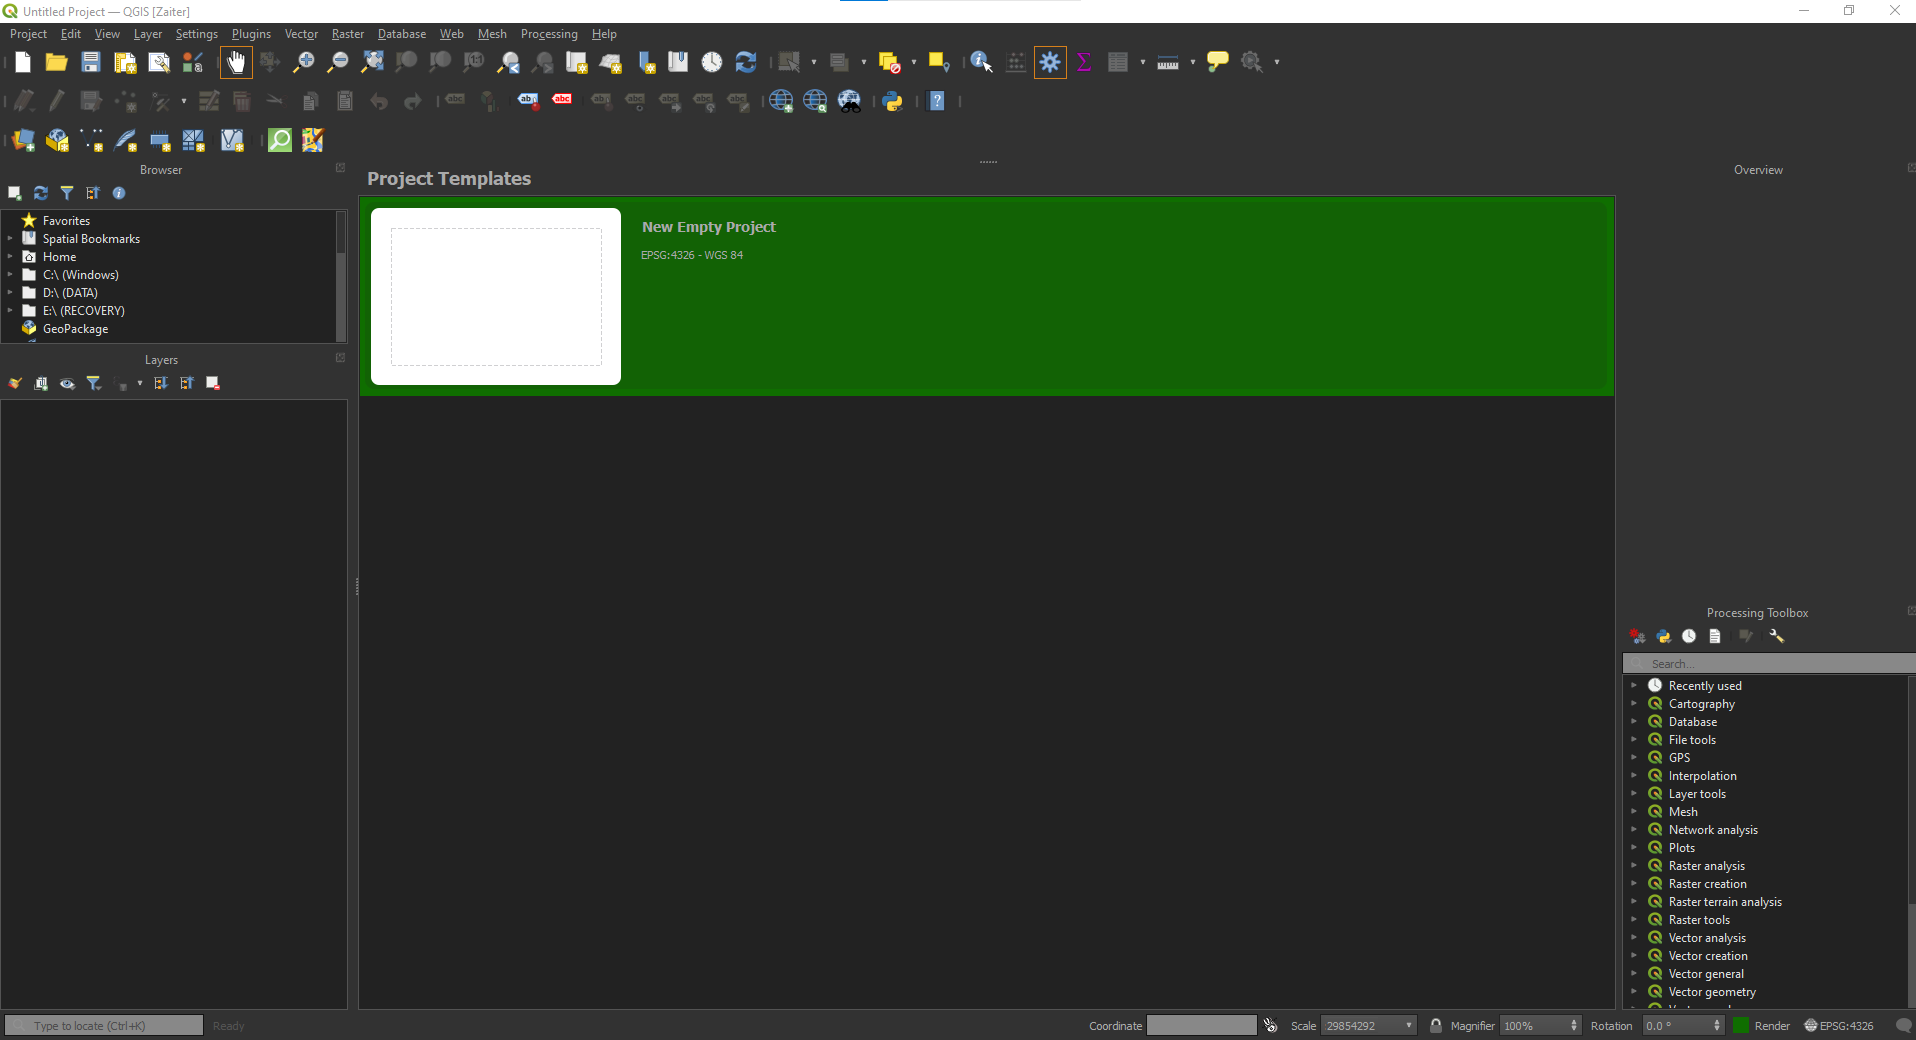 Untitled Project — QGIS [Zaiter]
Project Edit View Layer Settings Plugins Vector Raster Database Web Mesh Processing Help
Browser
Favorites
Spatial Bookmarks
Home
C:\ (Windows)
D:\ (DATA)
E:\ (RECOVERY)
GeoPackage
Layers
Project Templates
New Empty Project
EPSG:4326 - WGS 84
Overview
Processing Toolbox
Search...
Recently used
Cartography
Database
File tools
GPS
Interpolation
Layer tools
Mesh
Network analysis
Plots
Raster analysis
Raster creation
Raster terrain analysis
Raster tools
Vector analysis
Vector creation
Vector general
Vector geometry
Type to locate (Ctrl+K) Ready Coordinate Scale 29854292 Magnifier 100% Rotation 0.0 ° Render EPSG:4326